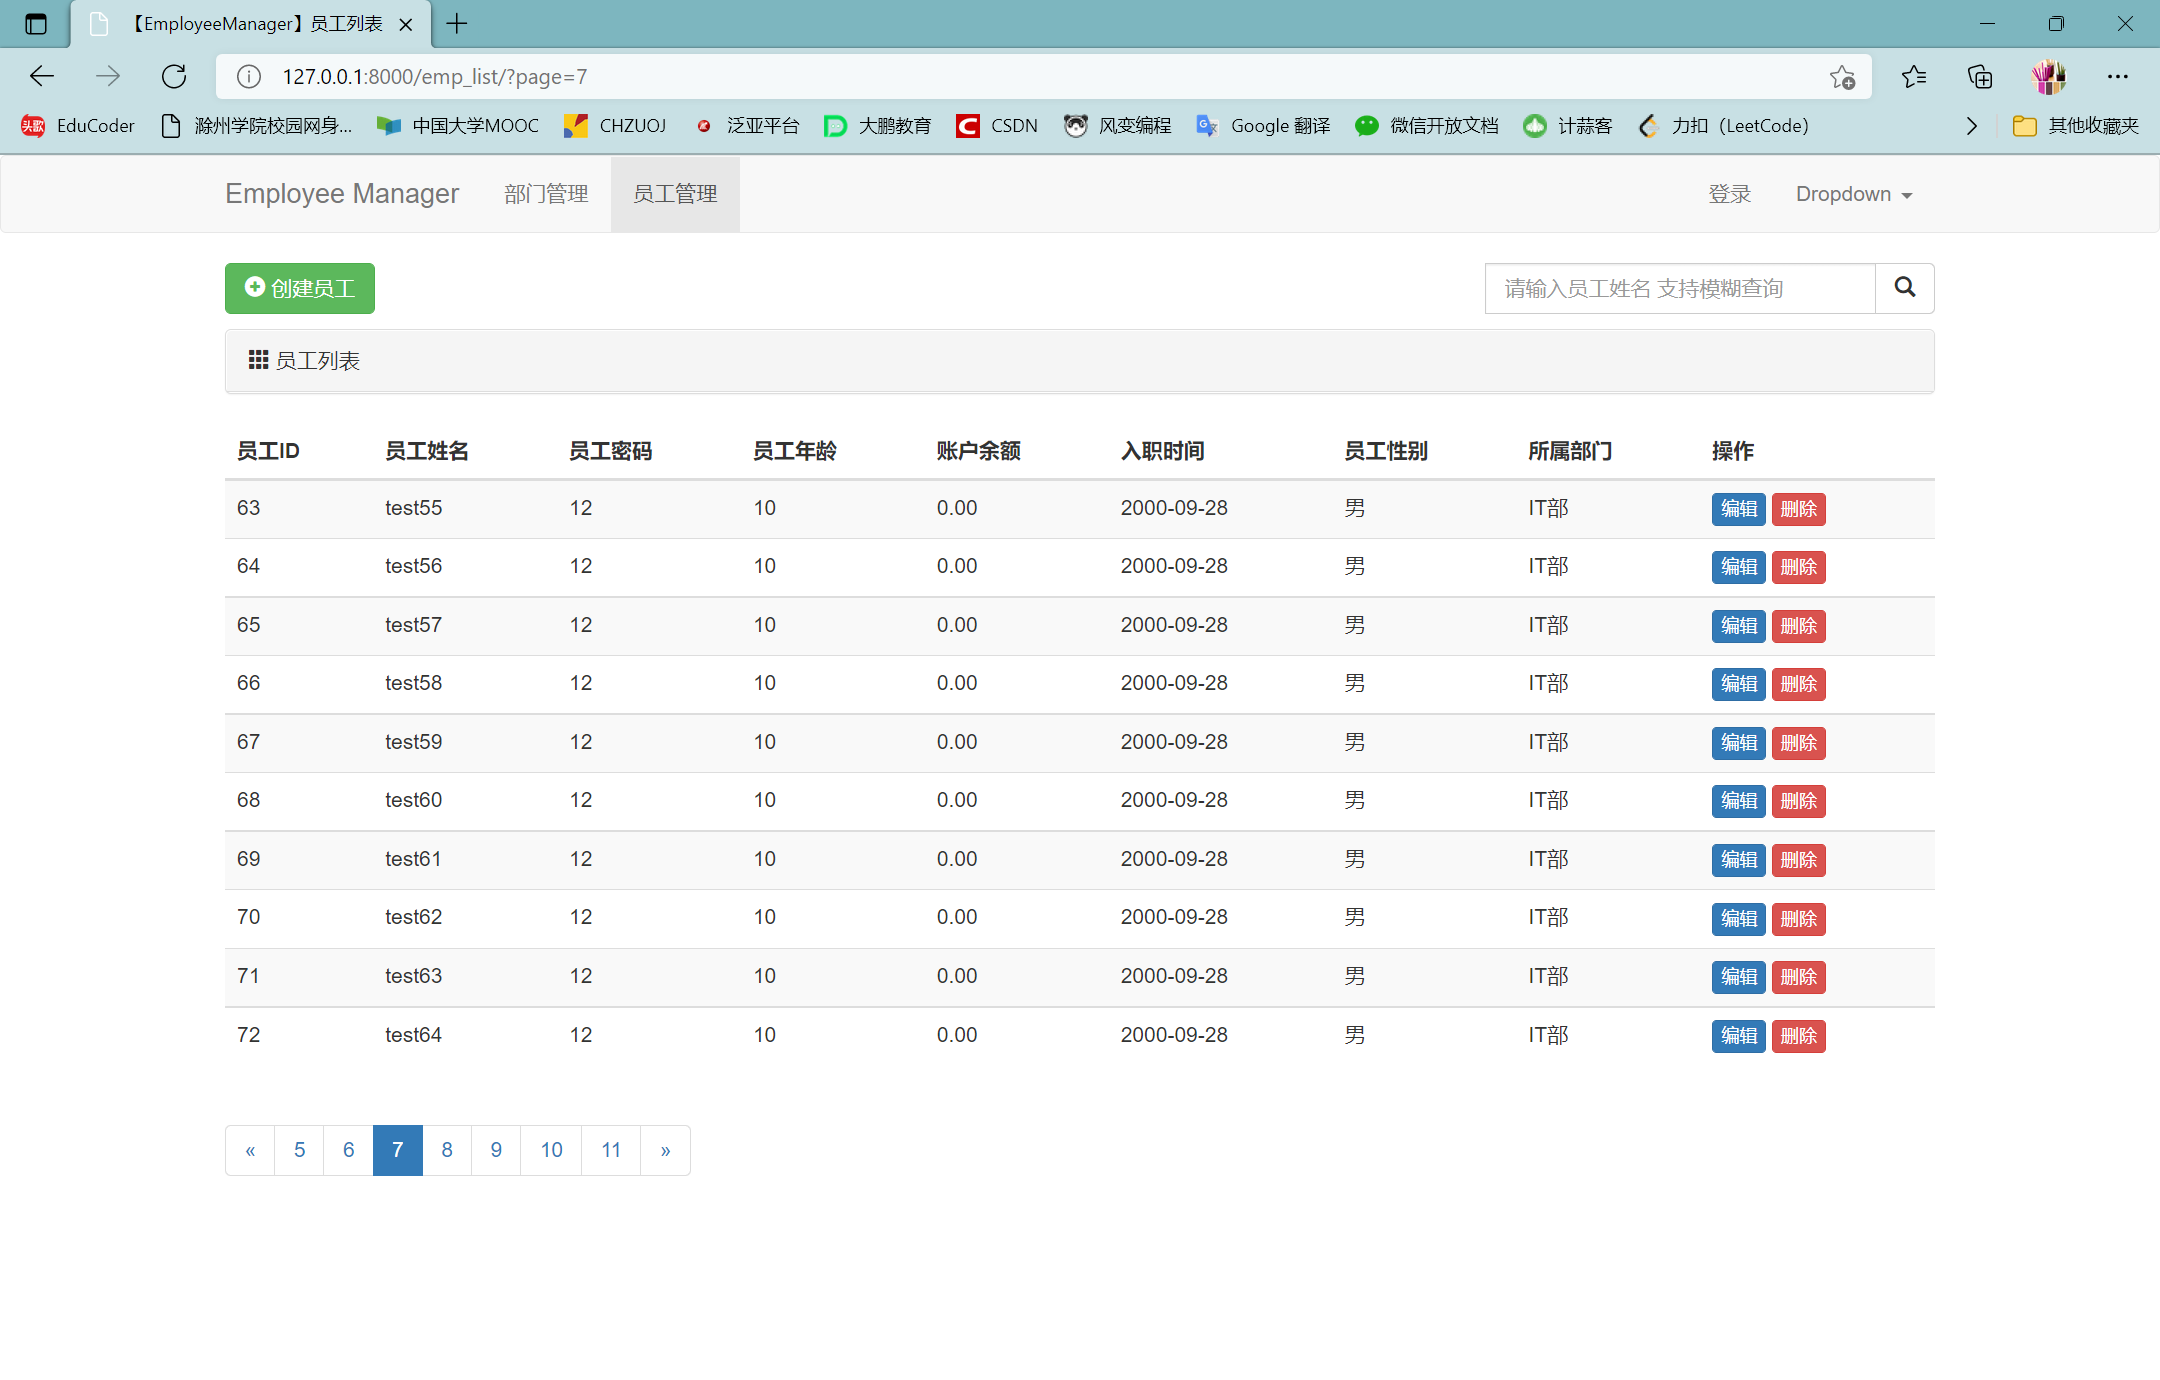 【EmployeeManager】员工列表
127.0.0.1:8000/emp_list/?page=7
头歌 EduCoder 滁州学院校园网身... 中国大学MOOC CHZUOJ 泛亚平台 大鹏教育 CSDN 风变编程 Google 翻译 微信开放文档 计蒜客 力扣（LeetCode） 其他收藏夹
Employee Manager 部门管理 员工管理 登录 Dropdown
创建员工 请输入员工姓名 支持模糊查询
员工列表
员工ID 员工姓名 员工密码 员工年龄 账户余额 入职时间 员工性别 所属部门 操作
63 test55 12 10 0.00 2000-09-28 男 IT部 编辑 删除
64 test56 12 10 0.00 2000-09-28 男 IT部 编辑 删除
65 test57 12 10 0.00 2000-09-28 男 IT部 编辑 删除
66 test58 12 10 0.00 2000-09-28 男 IT部 编辑 删除
67 test59 12 10 0.00 2000-09-28 男 IT部 编辑 删除
68 test60 12 10 0.00 2000-09-28 男 IT部 编辑 删除
69 test61 12 10 0.00 2000-09-28 男 IT部 编辑 删除
70 test62 12 10 0.00 2000-09-28 男 IT部 编辑 删除
71 test63 12 10 0.00 2000-09-28 男 IT部 编辑 删除
72 test64 12 10 0.00 2000-09-28 男 IT部 编辑 删除
« 5 6 7 8 9 10 11 »